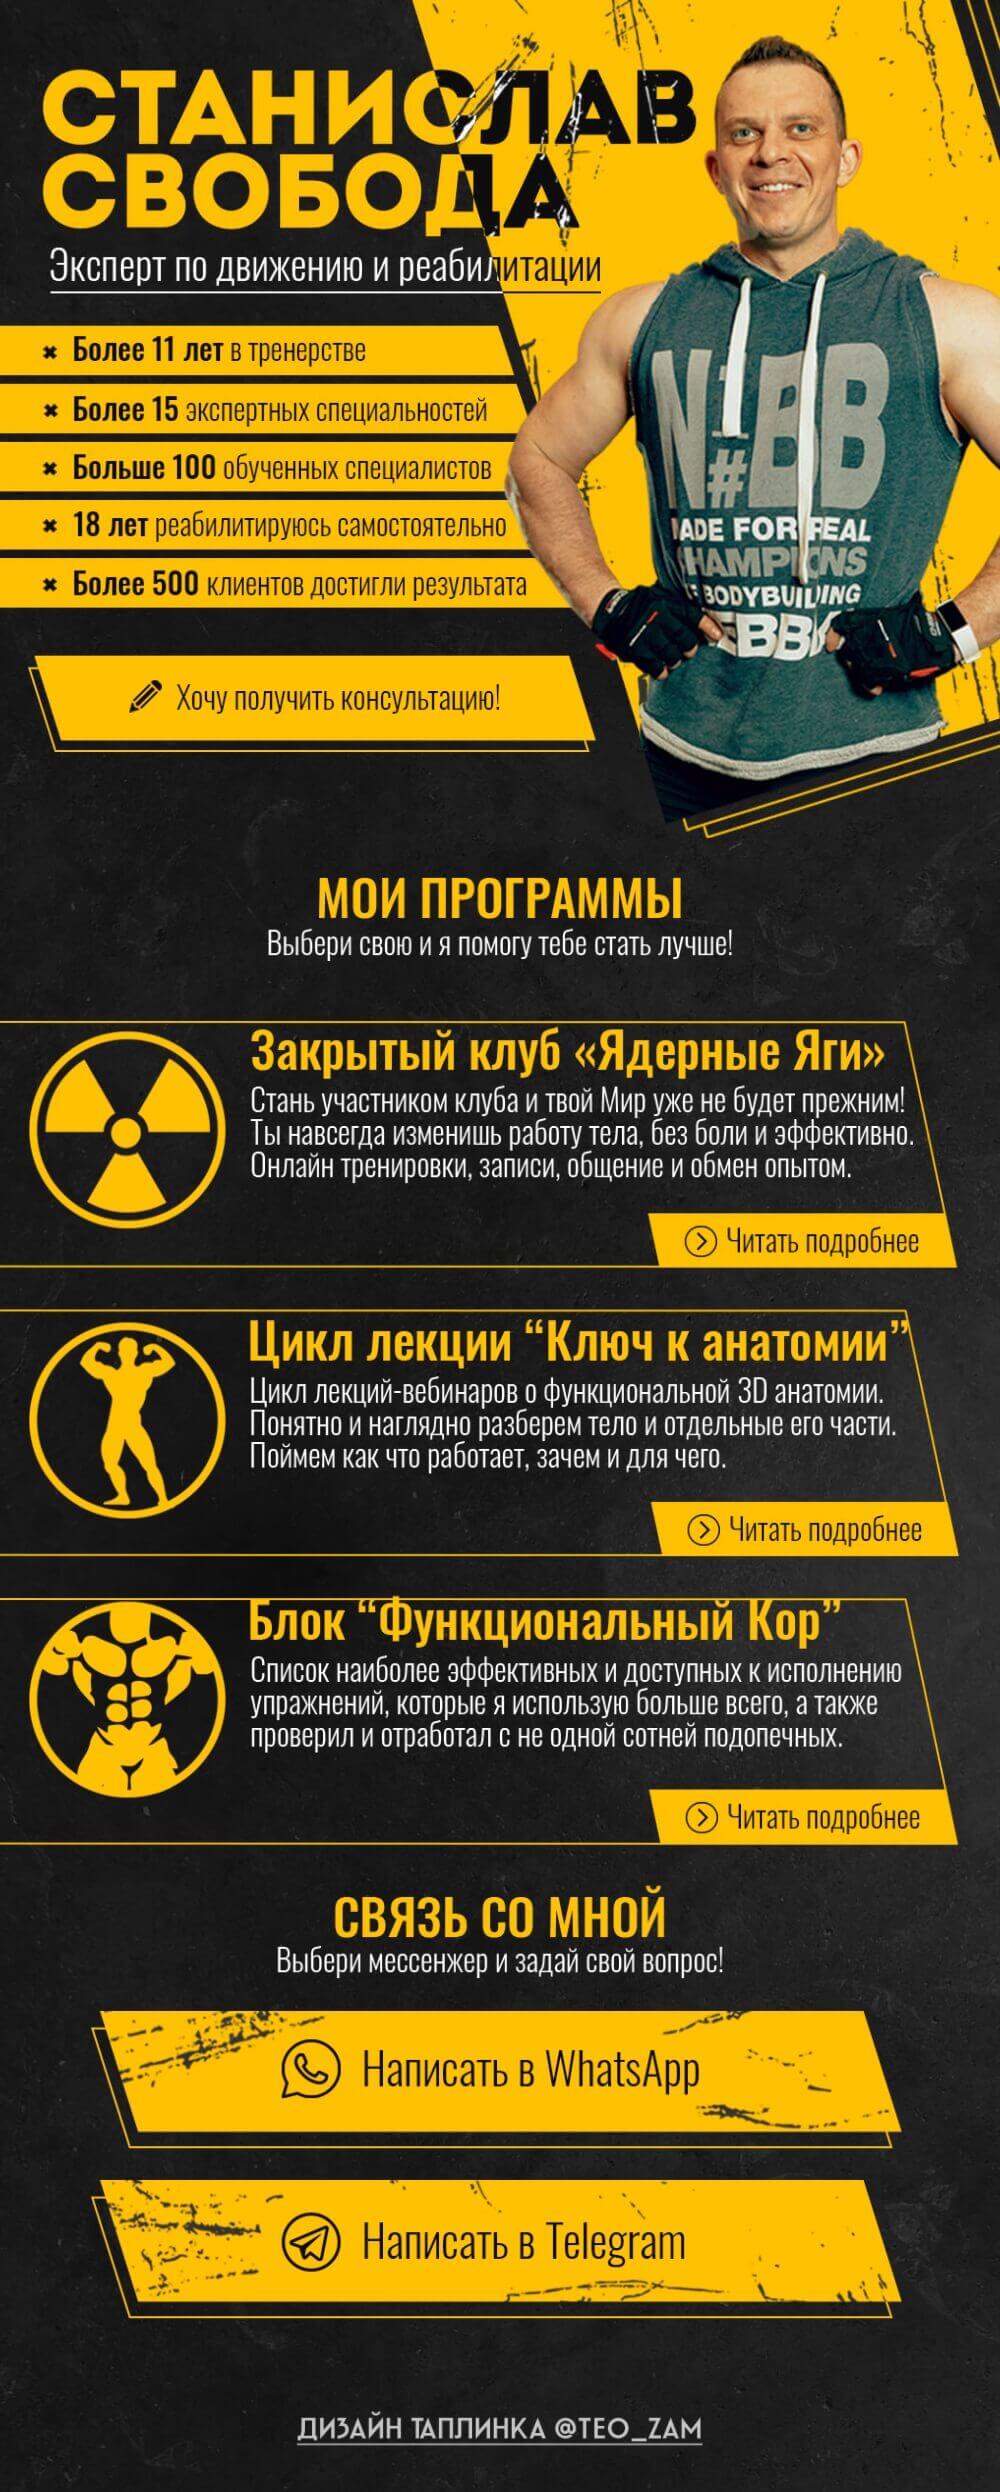 СТАНИСЛАВ
СВОБОДА
Эксперт по движению и реабилитации
Более 11 лет в тренерстве
Более 15 экспертных специальностей
Больше 100 обученных специалистов
18 лет реабилитируюсь самостоятельно
Более 500 клиентов достигли результата
Хочу получить консультацию!
N#1BB
MADE FOR REAL
CHAMPIONS
BODYBUILDING
МОИ ПРОГРАММЫ
Выбери свою и я помогу тебе стать лучше!
Закрытый клуб «Ядерные Яги»
Стань участником клуба и твой Мир уже не будет прежним!
Ты навсегда изменишь работу тела, без боли и эффективно.
Онлайн тренировки, записи, общение и обмен опытом.
Читать подробнее
Цикл лекции “Ключ к анатомии”
Цикл лекций-вебинаров о функциональной 3D анатомии.
Понятно и наглядно разберем тело и отдельные его части.
Поймем как что работает, зачем и для чего.
Читать подробнее
Блок “Функциональный Кор”
Список наиболее эффективных и доступных к исполнению
упражнений, которые я использую больше всего, а также
проверил и отработал с не одной сотней подопечных.
Читать подробнее
СВЯЗЬ СО МНОЙ
Выбери мессенжер и задай свой вопрос!
Написать в WhatsApp
Написать в Telegram
ДИЗАЙН ТАПЛИНКА @TEO_ZAM